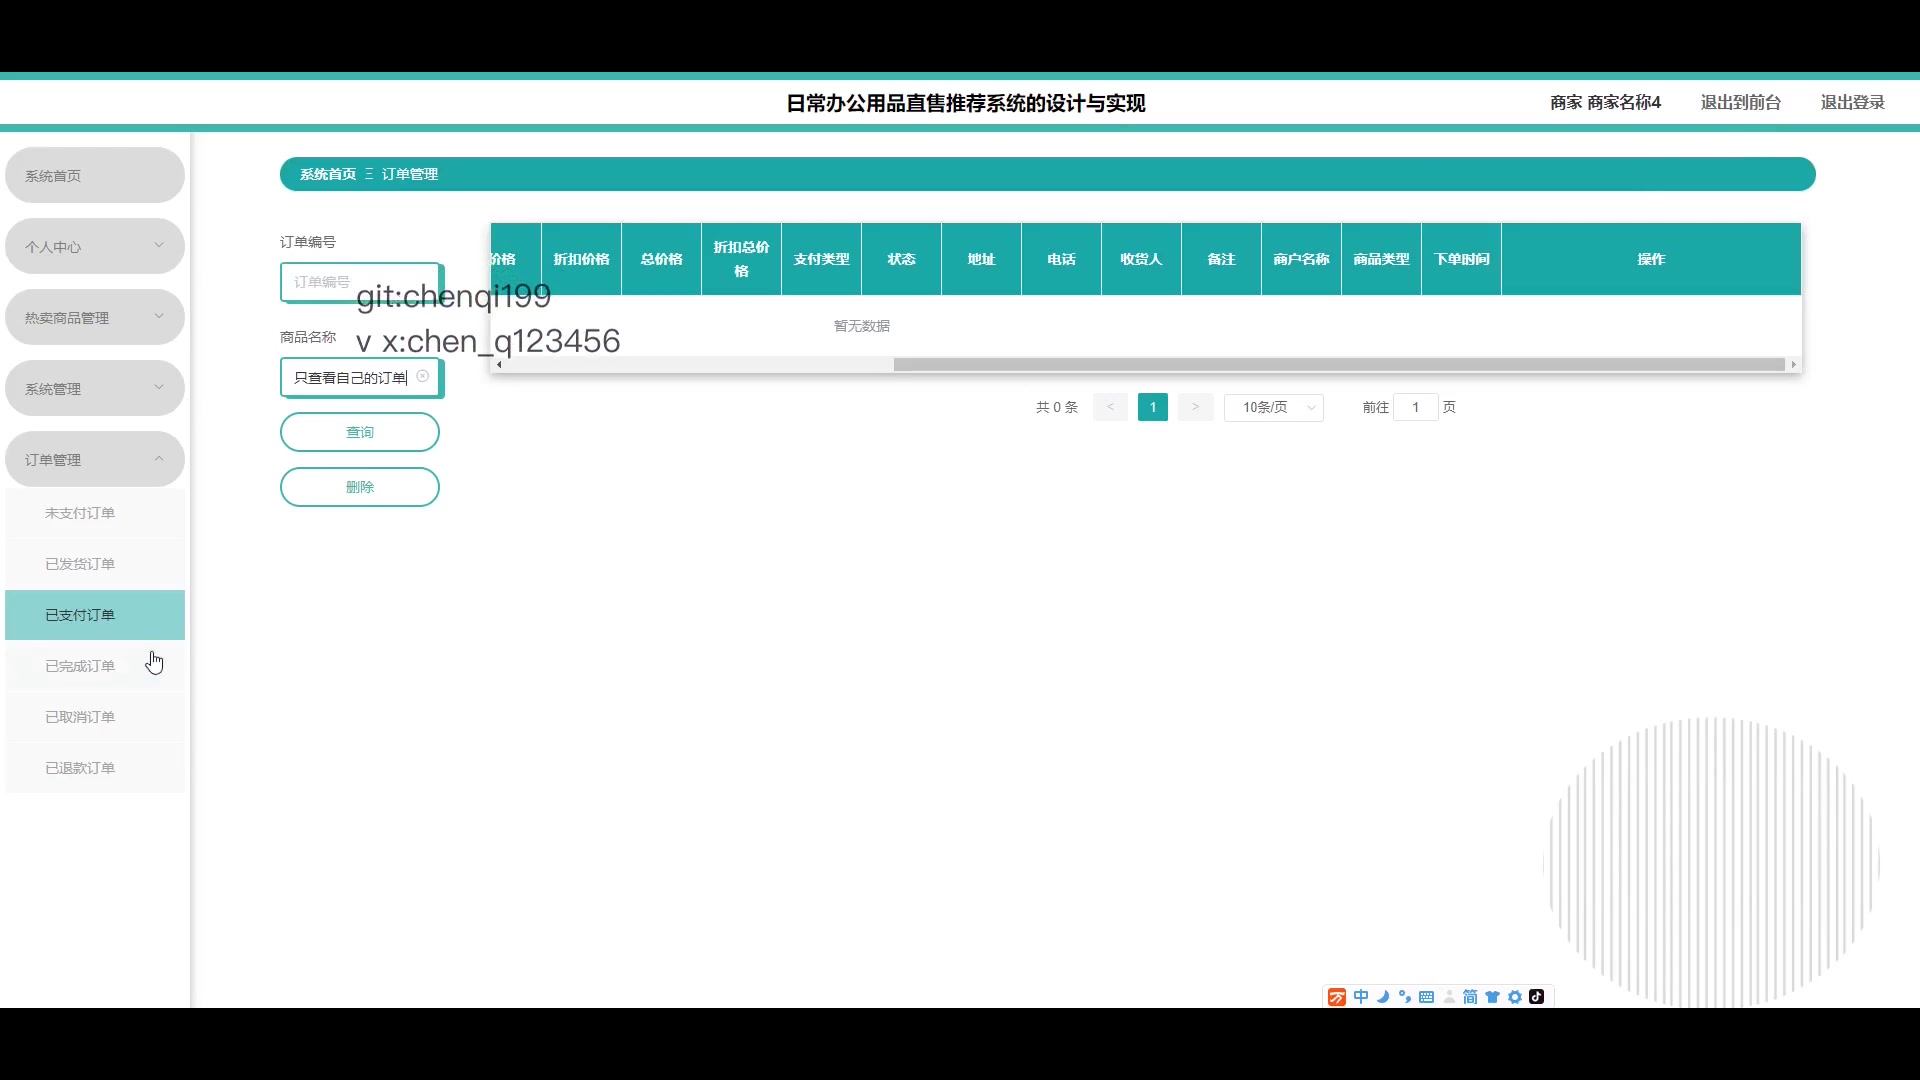 日常办公用品直售推荐系统的设计与实现
商家 商家名称4
退出到前台
退出登录
系统首页
个人中心
热卖商品管理
系统管理
订单管理
未支付订单
已发货订单
已支付订单
已完成订单
已取消订单
已退款订单
系统首页 Ξ 订单管理
订单编号
订单编号
商品名称
只查看自己的订单
查询
删除
git:chenqi199
v x:chen_q123456
价格 折扣价格 总价格 折扣总价格 支付类型 状态 地址 电话 收货人 备注 商户名称 商品类型 下单时间 操作
暂无数据
共 0 条 < 1 > 10条/页 前往 1 页
中 简